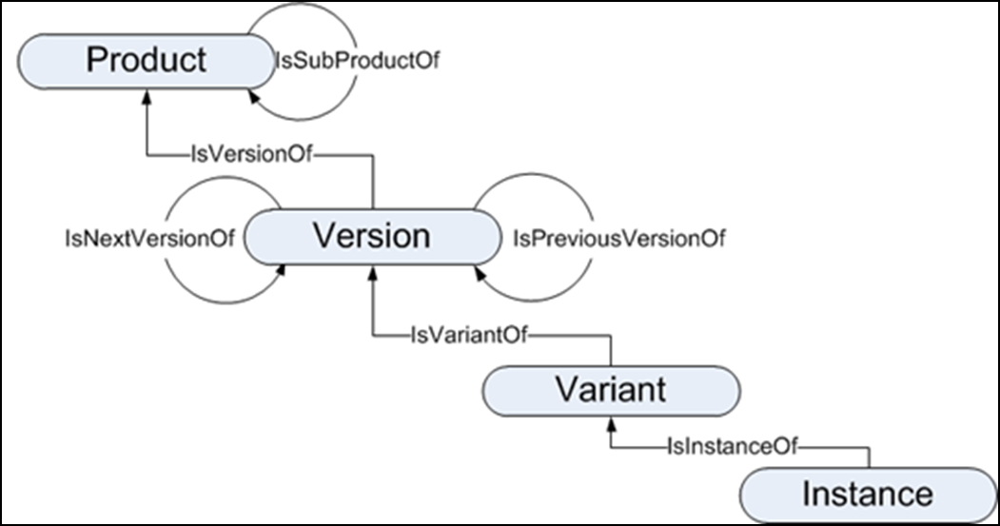 Product
IsSubProductOf
IsVersionOf
IsNextVersionOf
Version
IsPreviousVersionOf
IsVariantOf
Variant
IsInstanceOf
Instance